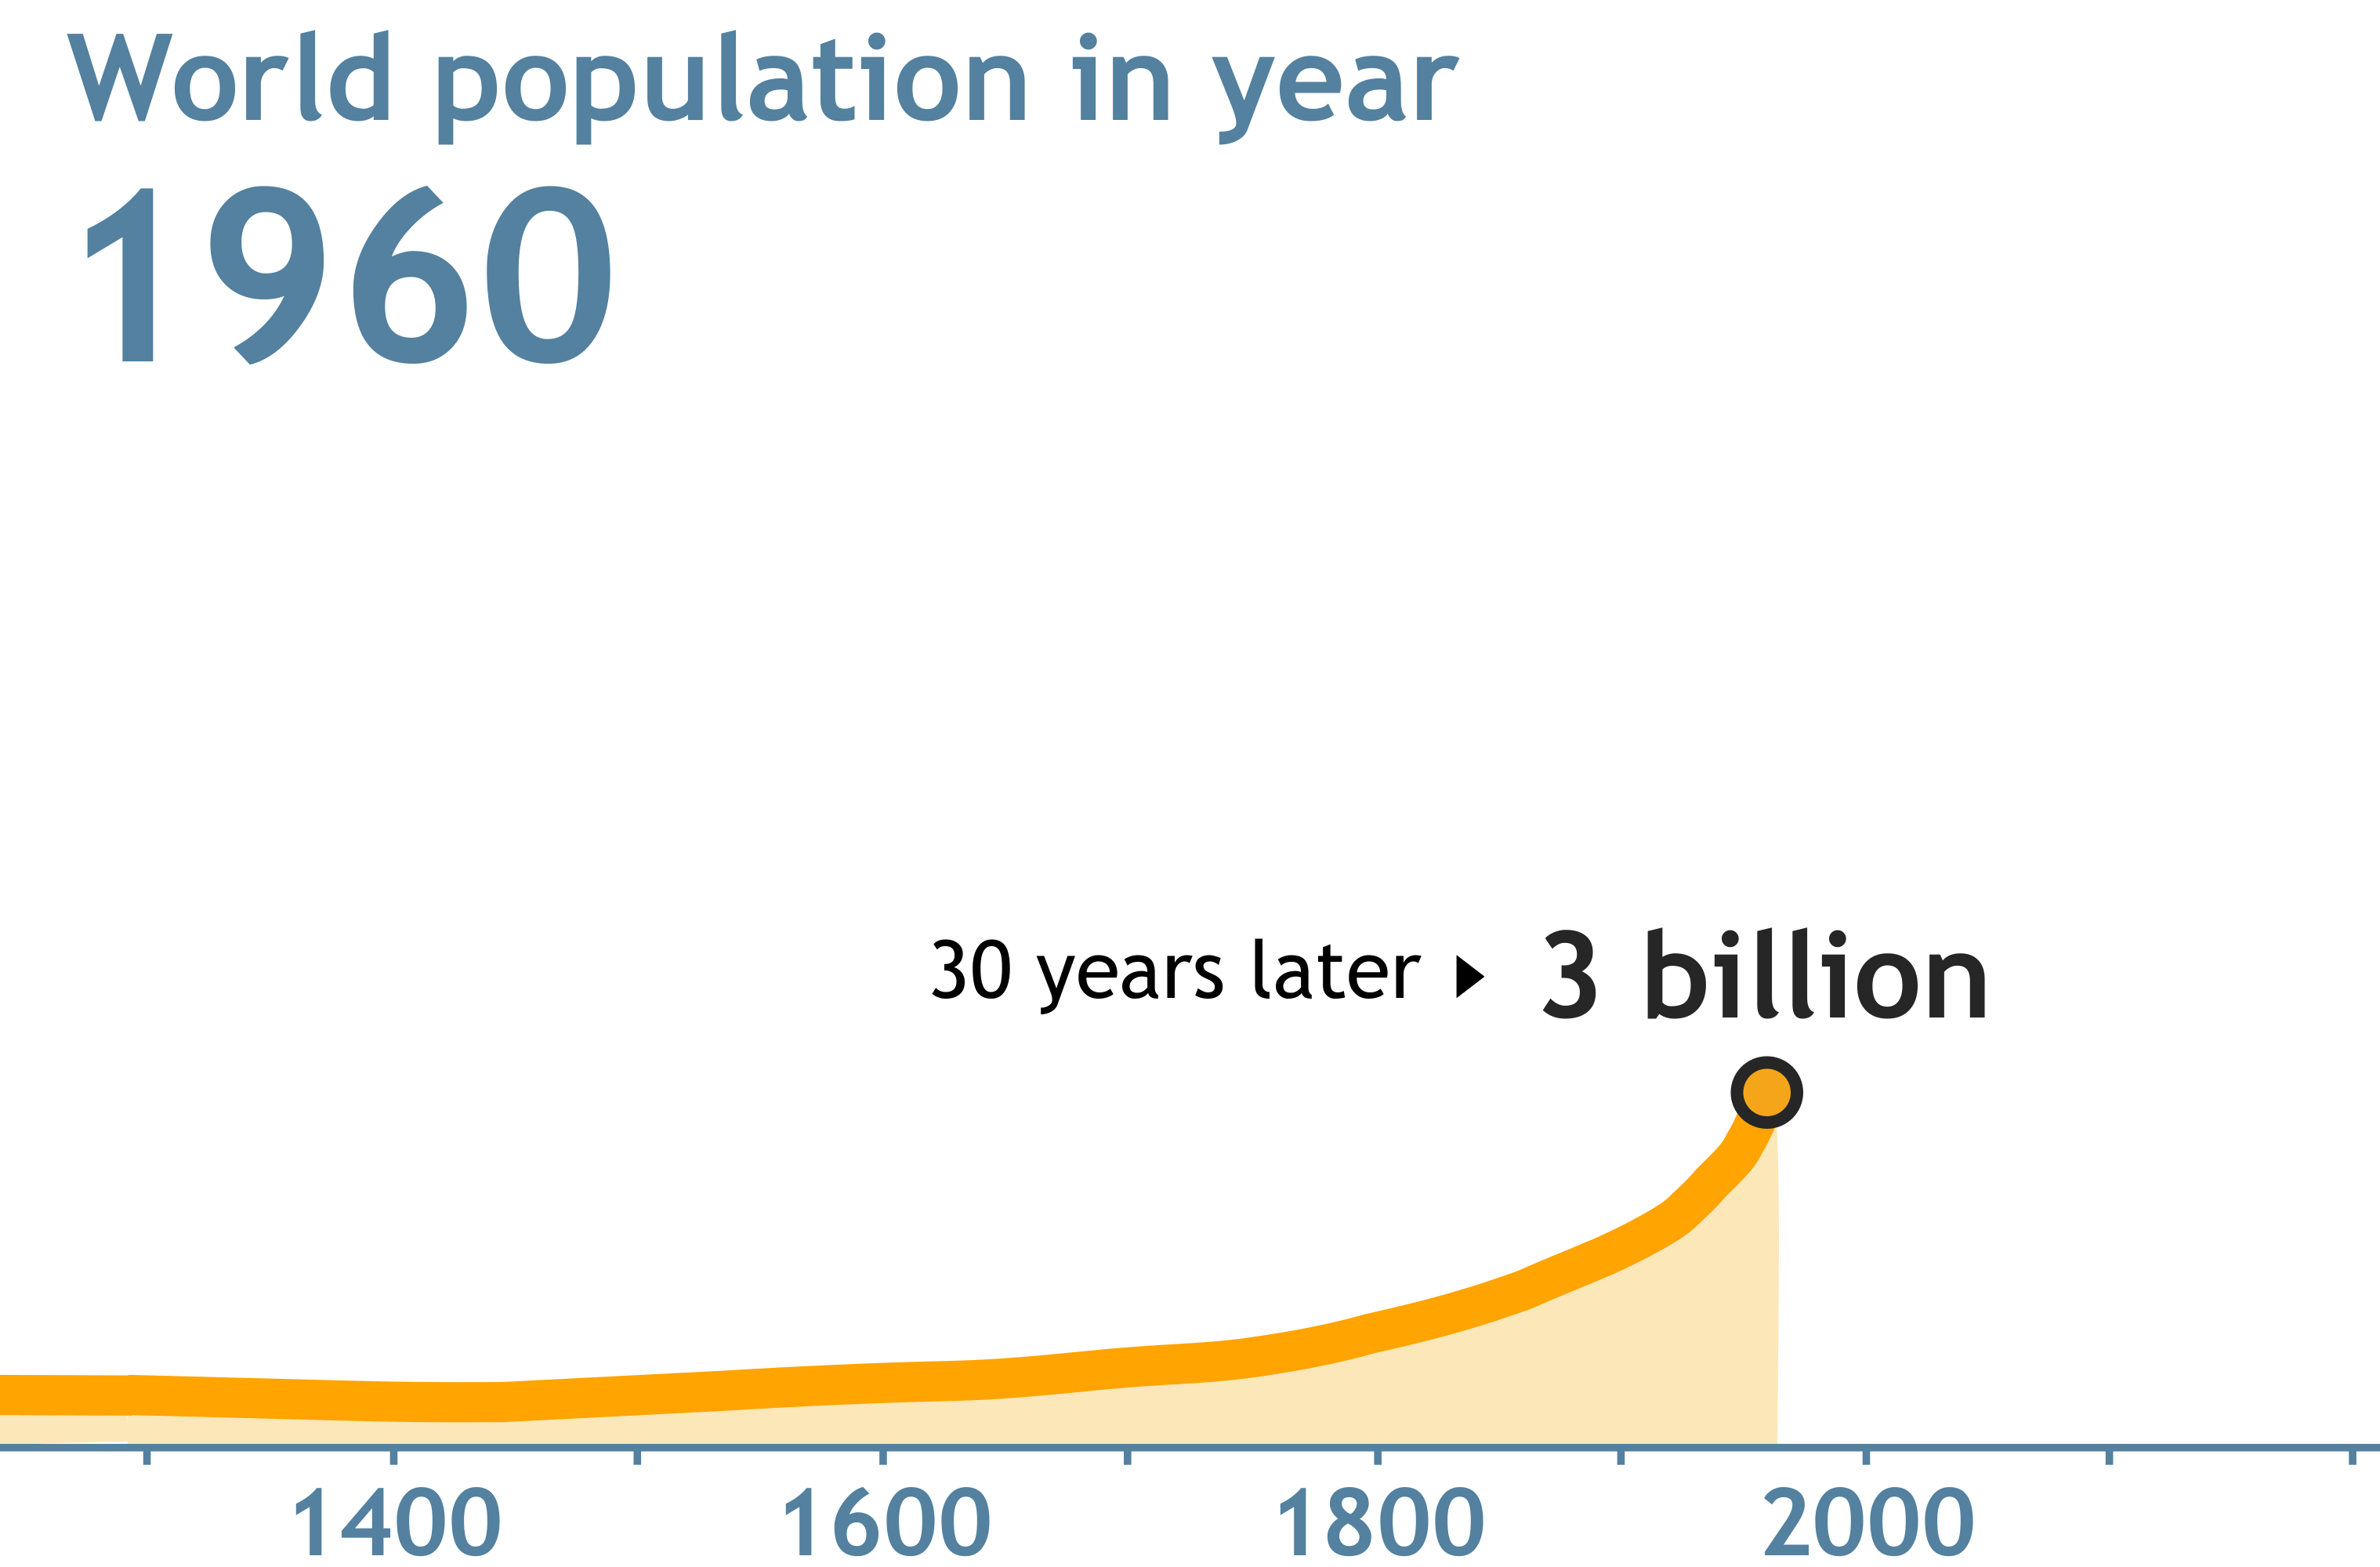 World population in year
1960
30 years later ▶ 3 billion
1400 1600 1800 2000